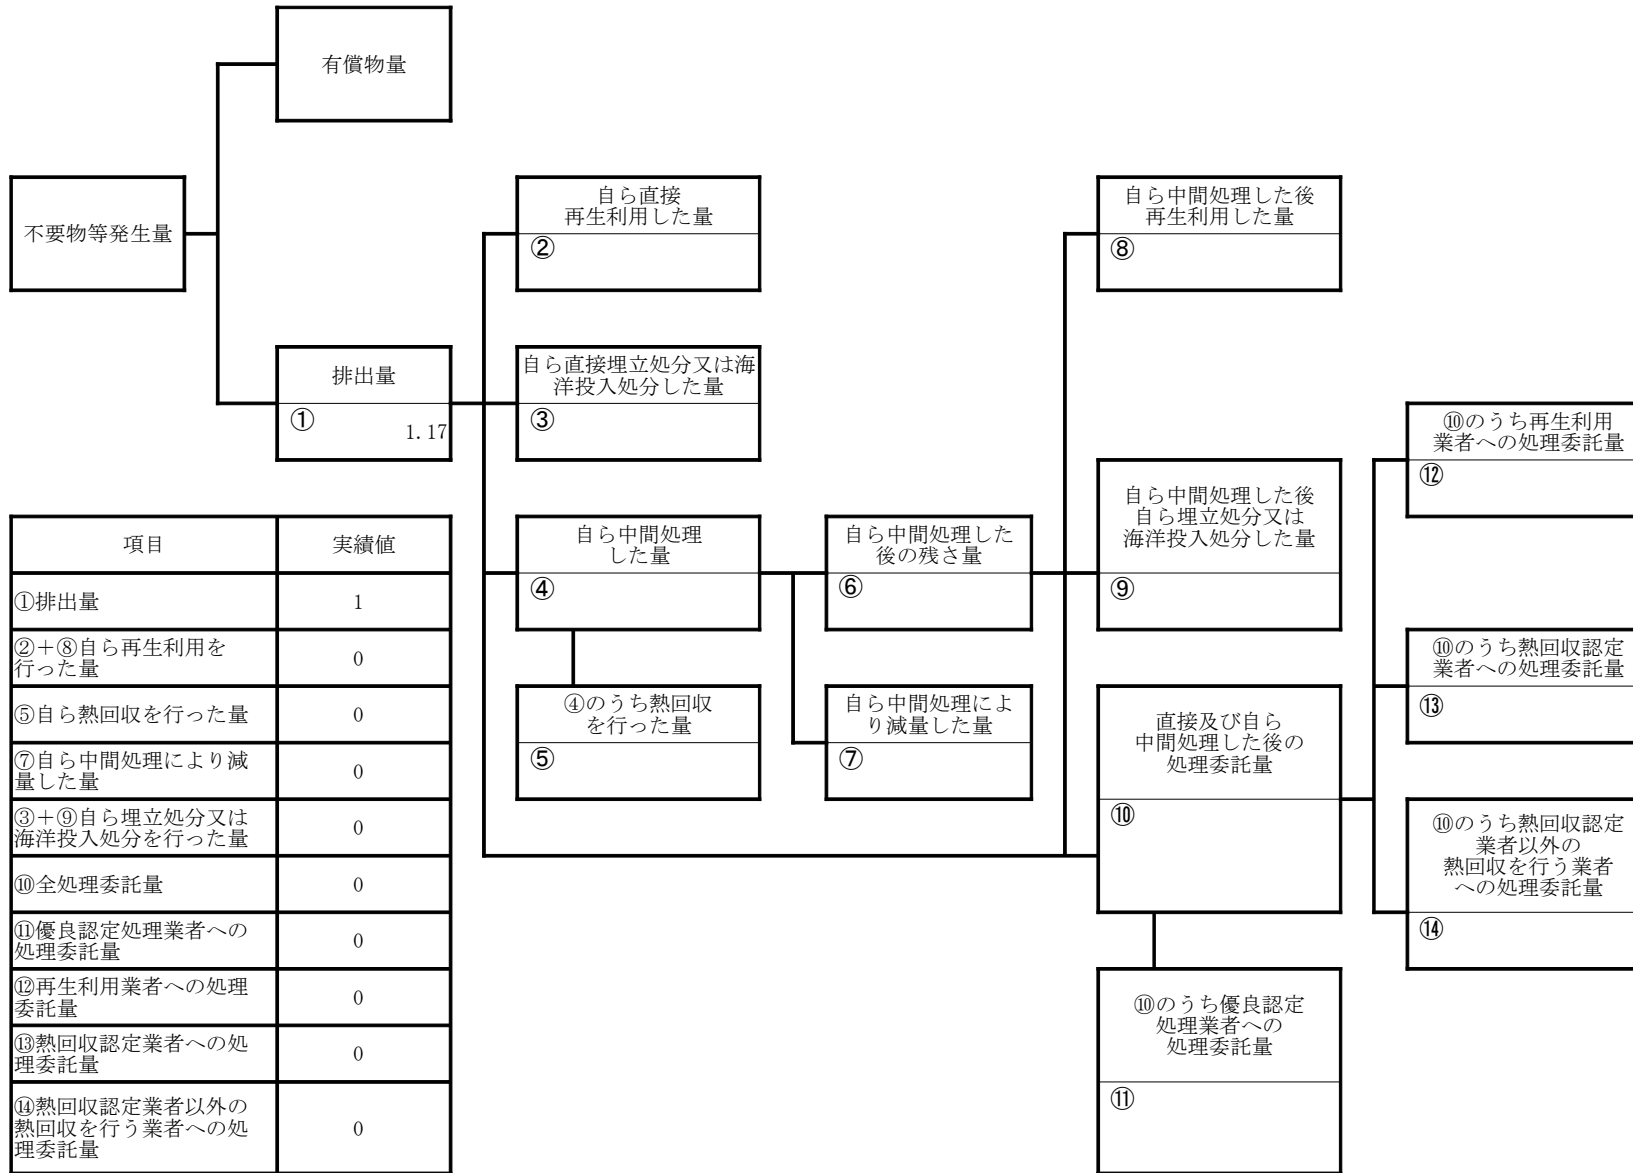 有償物量
不要物等発生量
自ら直接
再生利用した量
②
自ら中間処理した後
再生利用した量
⑧
排出量
①
1.17
自ら直接埋立処分又は海
洋投入処分した量
③
⑩のうち再生利用
業者への処理委託量
⑫
自ら中間処理
した量
④
自ら中間処理した
後の残さ量
⑥
自ら中間処理した後
自ら埋立処分又は
海洋投入処分した量
⑨
⑩のうち熱回収認定
業者への処理委託量
⑬
④のうち熱回収
を行った量
⑤
自ら中間処理によ
り減量した量
⑦
直接及び自ら
中間処理した後の
処理委託量
⑩
⑩のうち熱回収認定
業者以外の
熱回収を行う業者
への処理委託量
⑭
⑩のうち優良認定
処理業者への
処理委託量
⑪
項目 実績値
①排出量 1
②＋⑧自ら再生利用を
行った量 0
⑤自ら熱回収を行った量 0
⑦自ら中間処理により減
量した量 0
③＋⑨自ら埋立処分又は
海洋投入処分を行った量 0
⑩全処理委託量 0
⑪優良認定処理業者への
処理委託量 0
⑫再生利用業者への処理
委託量 0
⑬熱回収認定業者への処
理委託量 0
⑭熱回収認定業者以外の
熱回収を行う業者への処
理委託量 0